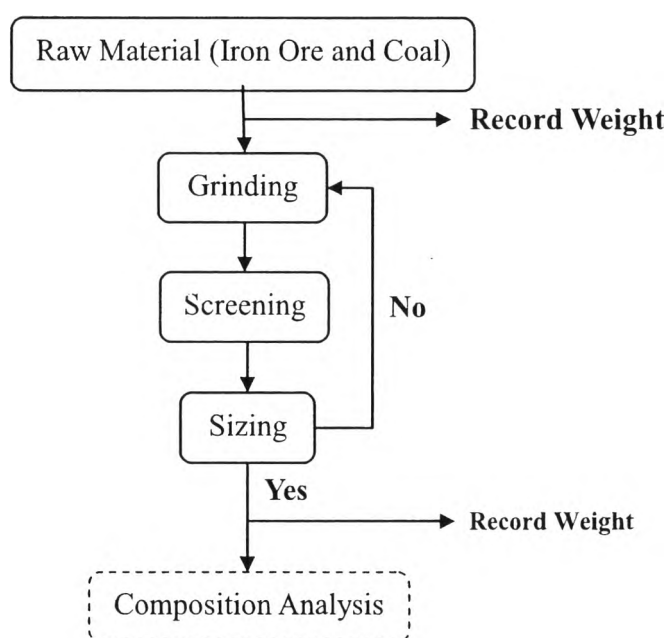 Raw Material (Iron Ore and Coal)
Record Weight
Grinding
Screening
No
Sizing
Yes
Record Weight
Composition Analysis